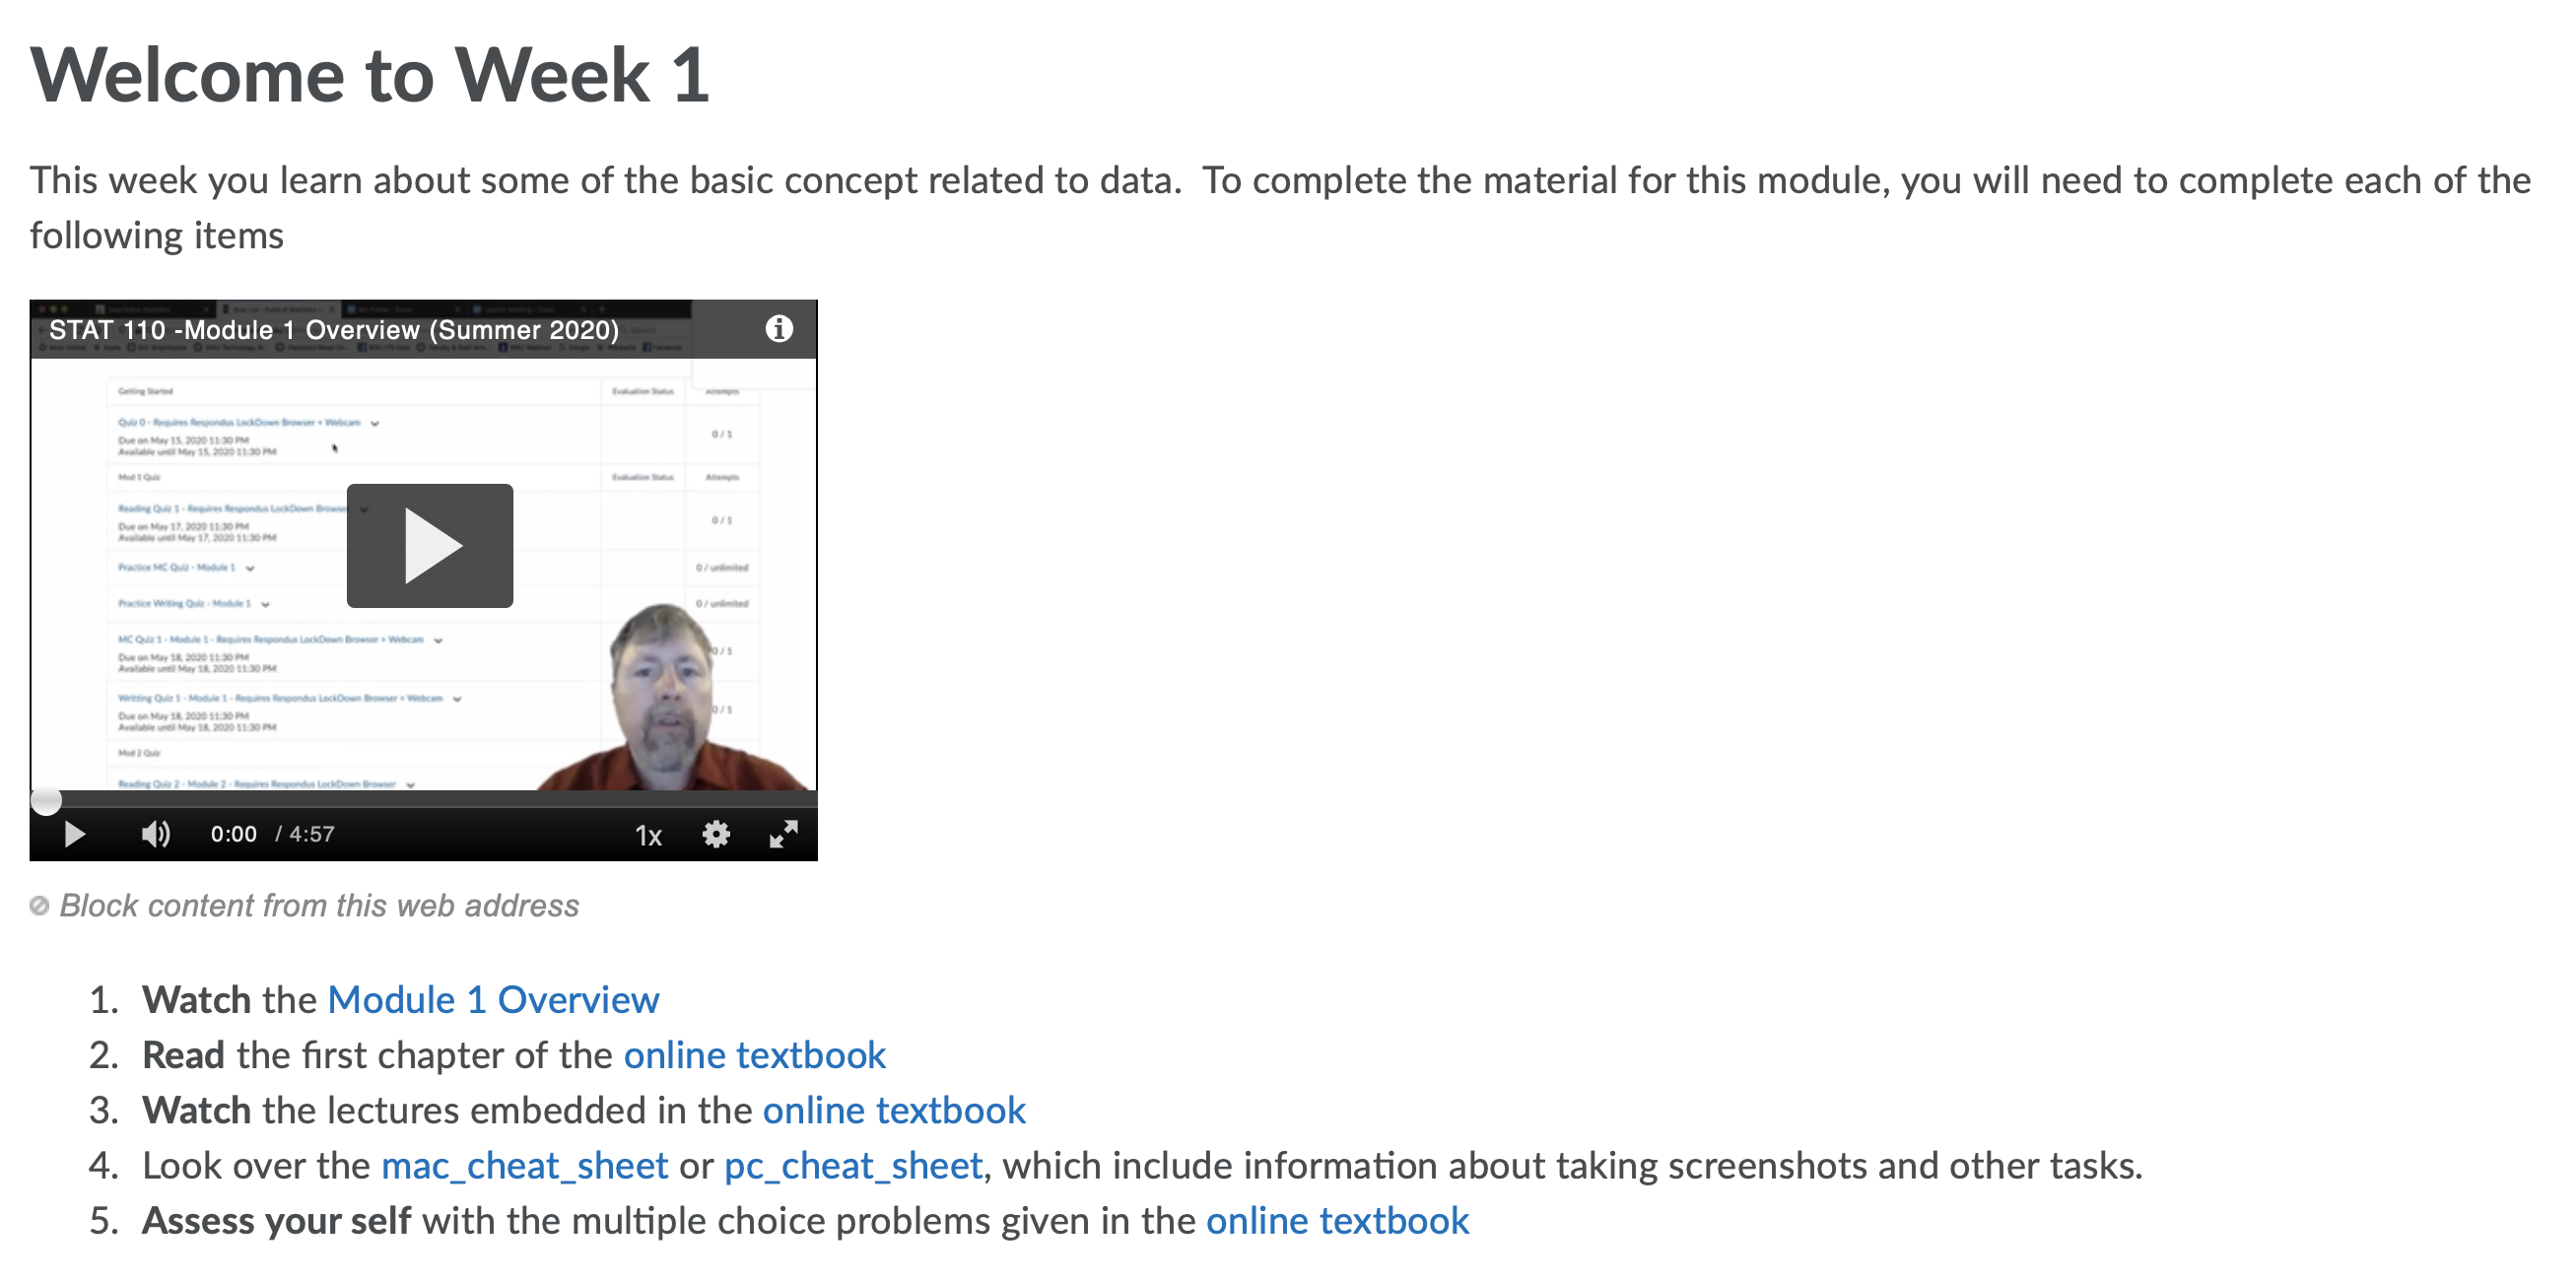 Welcome to Week 1
This week you learn about some of the basic concept related to data.  To complete the material for this module, you will need to complete each of the
following items
STAT 110 -Module 1 Overview (Summer 2020)
Getting Started Evaluation Status Attempts
Quiz 0 - Requires Respondus LockDown Browser + Webcam
Due on May 15, 2020 11:30 PM
0 / 1
Available until May 15, 2020 11:30 PM
Mod 1 Quiz Evaluation Status Attempts
Reading Quiz 1 - Requires Respondus LockDown Browser
Due on May 17, 2020 11:30 PM
0 / 1
Available until May 17, 2020 11:30 PM
Practice MC Quiz - Module 1 0 / unlimited
Practice Writing Quiz - Module 1 0 / unlimited
MC Quiz 1 - Module 1 - Requires Respondus LockDown Browser + Webcam
Due on May 18, 2020 11:30 PM
0 / 1
Available until May 18, 2020 11:30 PM
Writting Quiz 1 - Module 1 - Requires Respondus LockDown Browser + Webcam
Due on May 18, 2020 11:30 PM
0 / 1
Available until May 18, 2020 11:30 PM
Mod 2 Quiz
Reading Quiz 2 - Module 2 - Requires Respondus LockDown Browser
0:00 / 4:57 1x
Block content from this web address
1. Watch the Module 1 Overview
2. Read the first chapter of the online textbook
3. Watch the lectures embedded in the online textbook
4. Look over the mac_cheat_sheet or pc_cheat_sheet, which include information about taking screenshots and other tasks.
5. Assess your self with the multiple choice problems given in the online textbook